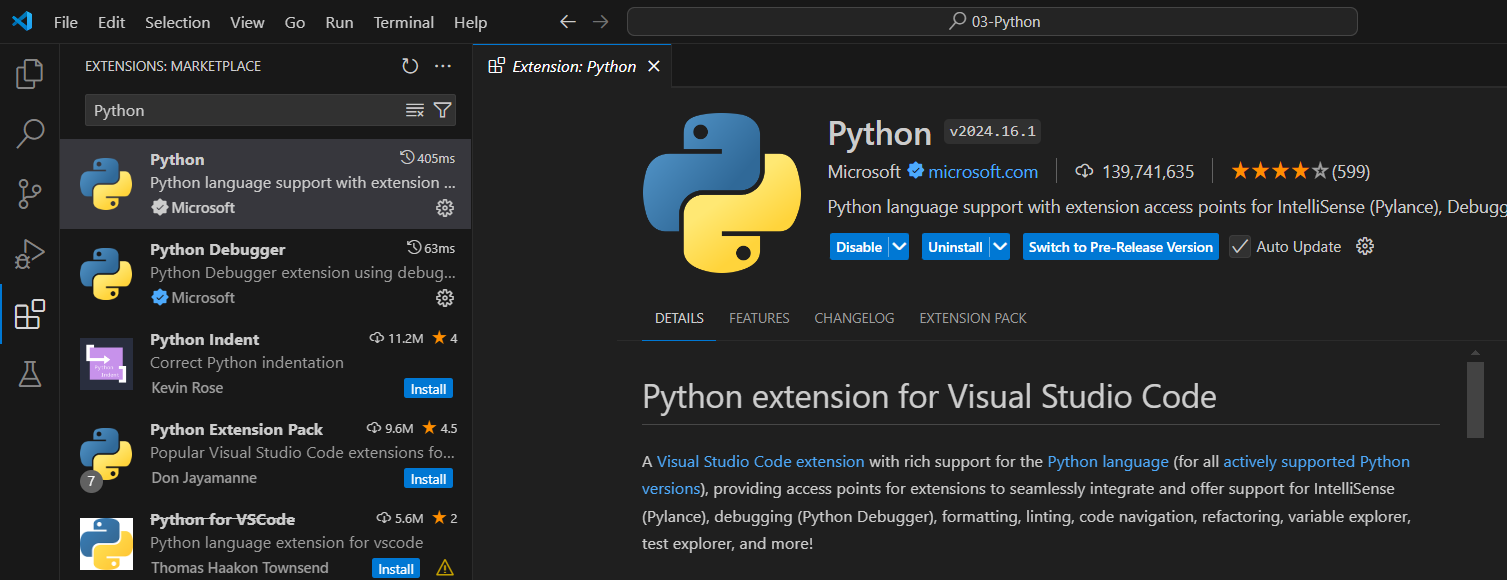 File Edit Selection View Go Run Terminal Help
03-Python
EXTENSIONS: MARKETPLACE
Python
Python 405ms
Python language support with extension ...
Microsoft
Python Debugger 63ms
Python Debugger extension using debug...
Microsoft
Python Indent 11.2M 4
Correct Python indentation
Kevin Rose Install
Python Extension Pack 9.6M 4.5
Popular Visual Studio Code extensions fo...
7 Don Jayamanne Install
Python for VSCode 5.6M 2
Python language extension for vscode
Thomas Haakon Townsend Install
Extension: Python
Python v2024.16.1
Microsoft microsoft.com 139,741,635 (599)
Python language support with extension access points for IntelliSense (Pylance), Debugg
Disable Uninstall Switch to Pre-Release Version Auto Update
DETAILS FEATURES CHANGELOG EXTENSION PACK
Python extension for Visual Studio Code
A Visual Studio Code extension with rich support for the Python language (for all actively supported Python
versions), providing access points for extensions to seamlessly integrate and offer support for IntelliSense
(Pylance), debugging (Python Debugger), formatting, linting, code navigation, refactoring, variable explorer,
test explorer, and more!